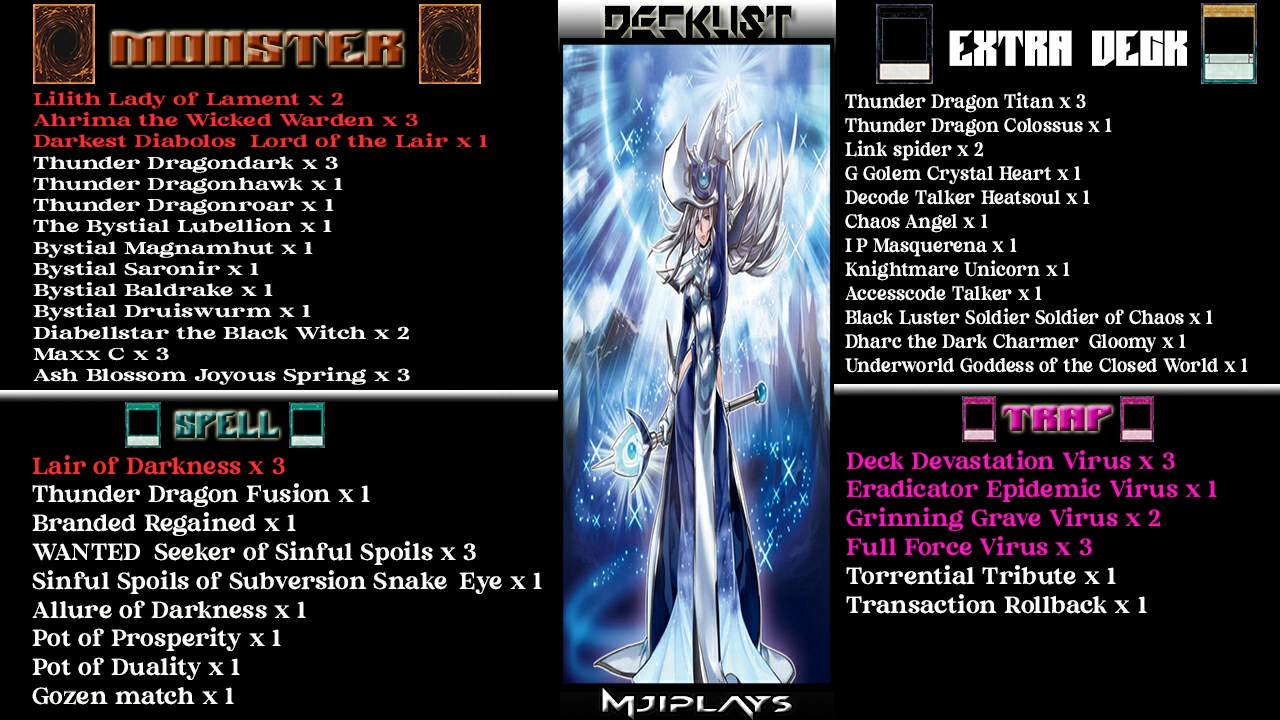 MONSTER
Lilith Lady of Lament x 2
Ahrima the Wicked Warden x 3
Darkest Diabolos Lord of the Lair x 1
Thunder Dragondark x 3
Thunder Dragonhawk x 1
Thunder Dragonroar x 1
The Bystial Lubellion x 1
Bystial Magnamhut x 1
Bystial Saronir x 1
Bystial Baldrake x 1
Bystial Druiswurm x 1
Diabellstar the Black Witch x 2
Maxx C x 3
Ash Blossom Joyous Spring x 3
SPELL
Lair of Darkness x 3
Thunder Dragon Fusion x 1
Branded Regained x 1
WANTED Seeker of Sinful Spoils x 3
Sinful Spoils of Subversion Snake Eye x 1
Allure of Darkness x 1
Pot of Prosperity x 1
Pot of Duality x 1
Gozen match x 1
DECKLIST
MJIPLAYS
EXTRA DECK
Thunder Dragon Titan x 3
Thunder Dragon Colossus x 1
Link spider x 2
G Golem Crystal Heart x 1
Decode Talker Heatsoul x 1
Chaos Angel x 1
I P Masquerena x 1
Knightmare Unicorn x 1
Accesscode Talker x 1
Black Luster Soldier Soldier of Chaos x 1
Dharc the Dark Charmer Gloomy x 1
Underworld Goddess of the Closed World x 1
TRAP
Deck Devastation Virus x 3
Eradicator Epidemic Virus x 1
Grinning Grave Virus x 2
Full Force Virus x 3
Torrential Tribute x 1
Transaction Rollback x 1